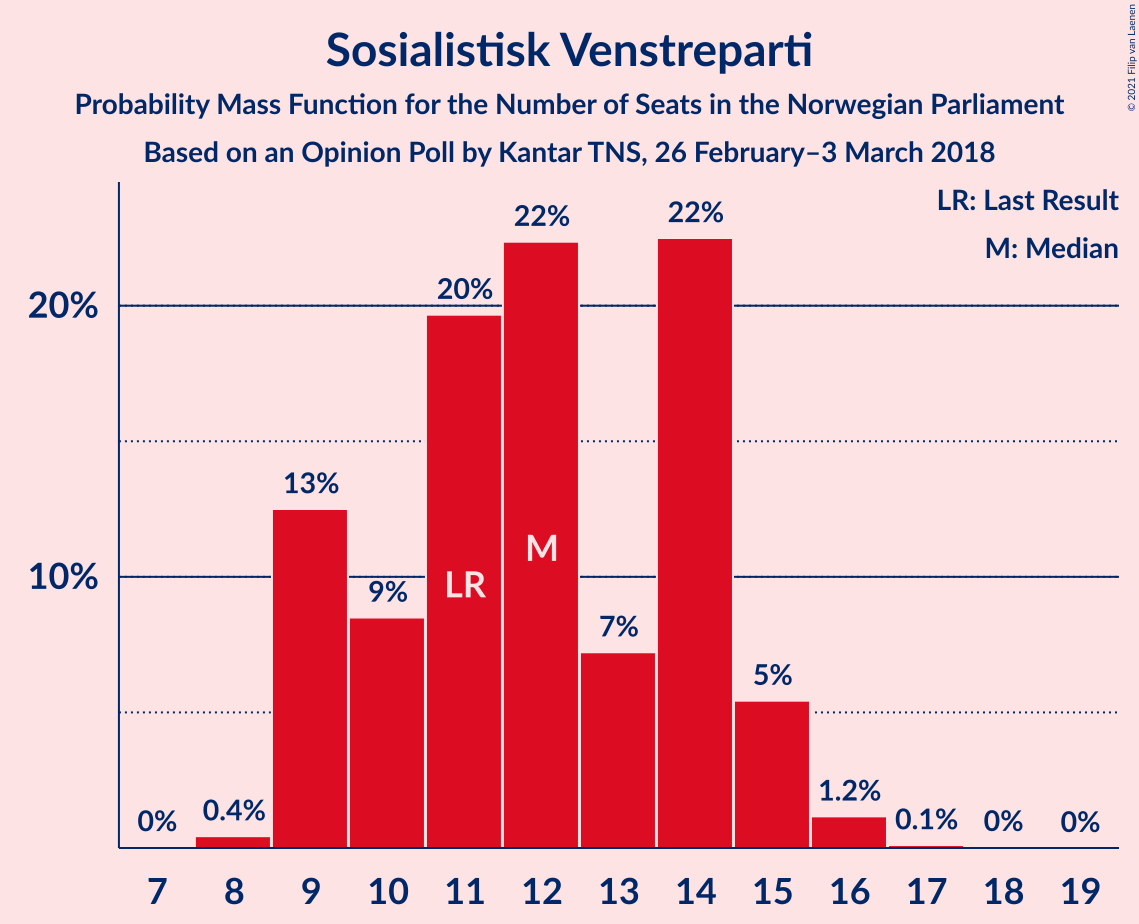 Sosialistisk Venstreparti
Probability Mass Function for the Number of Seats in the Norwegian Parliament
Based on an Opinion Poll by Kantar TNS, 26 February–3 March 2018
© 2021 Filip van Laenen
LR: Last Result
M: Median
20%
10%
0%
0.4%
13%
9%
20%
22%
7%
22%
5%
1.2%
0.1%
0%
0%
LR
M
7 8 9 10 11 12 13 14 15 16 17 18 19